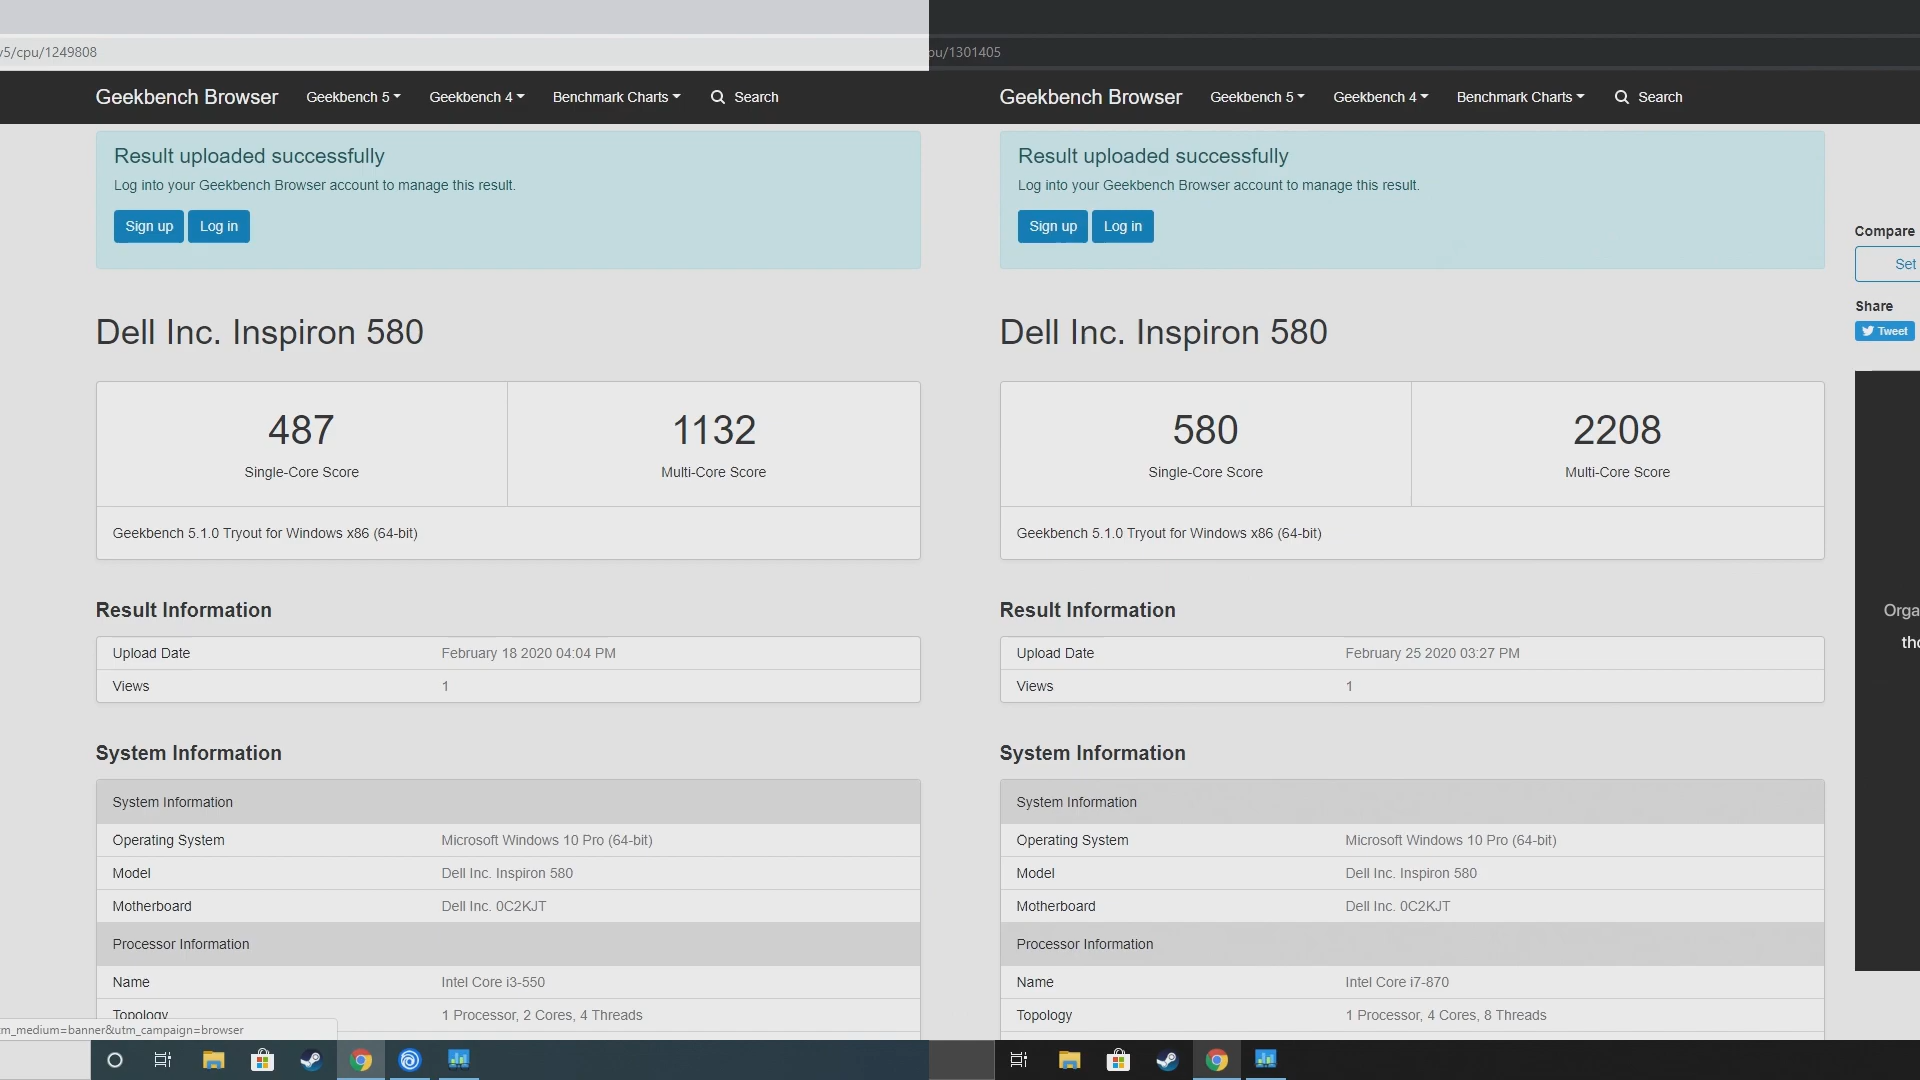 v5/cpu/1249808
Geekbench Browser Geekbench 5 Geekbench 4 Benchmark Charts Search
Result uploaded successfully
Log into your Geekbench Browser account to manage this result.
Sign up Log in
Dell Inc. Inspiron 580
487 1132
Single-Core Score Multi-Core Score
Geekbench 5.1.0 Tryout for Windows x86 (64-bit)
Result Information
Upload Date February 18 2020 04:04 PM
Views 1
System Information
System Information
Operating System Microsoft Windows 10 Pro (64-bit)
Model Dell Inc. Inspiron 580
Motherboard Dell Inc. 0C2KJT
Processor Information
Name Intel Core i3-550
Topology 1 Processor, 2 Cores, 4 Threads
tm_medium=banner&utm_campaign=browser
pu/1301405
Geekbench Browser Geekbench 5 Geekbench 4 Benchmark Charts Search
Result uploaded successfully
Log into your Geekbench Browser account to manage this result.
Sign up Log in
Dell Inc. Inspiron 580
580 2208
Single-Core Score Multi-Core Score
Geekbench 5.1.0 Tryout for Windows x86 (64-bit)
Result Information
Upload Date February 25 2020 03:27 PM
Views 1
System Information
System Information
Operating System Microsoft Windows 10 Pro (64-bit)
Model Dell Inc. Inspiron 580
Motherboard Dell Inc. 0C2KJT
Processor Information
Name Intel Core i7-870
Topology 1 Processor, 4 Cores, 8 Threads
Compare
Set
Share
Tweet
Orga
tho